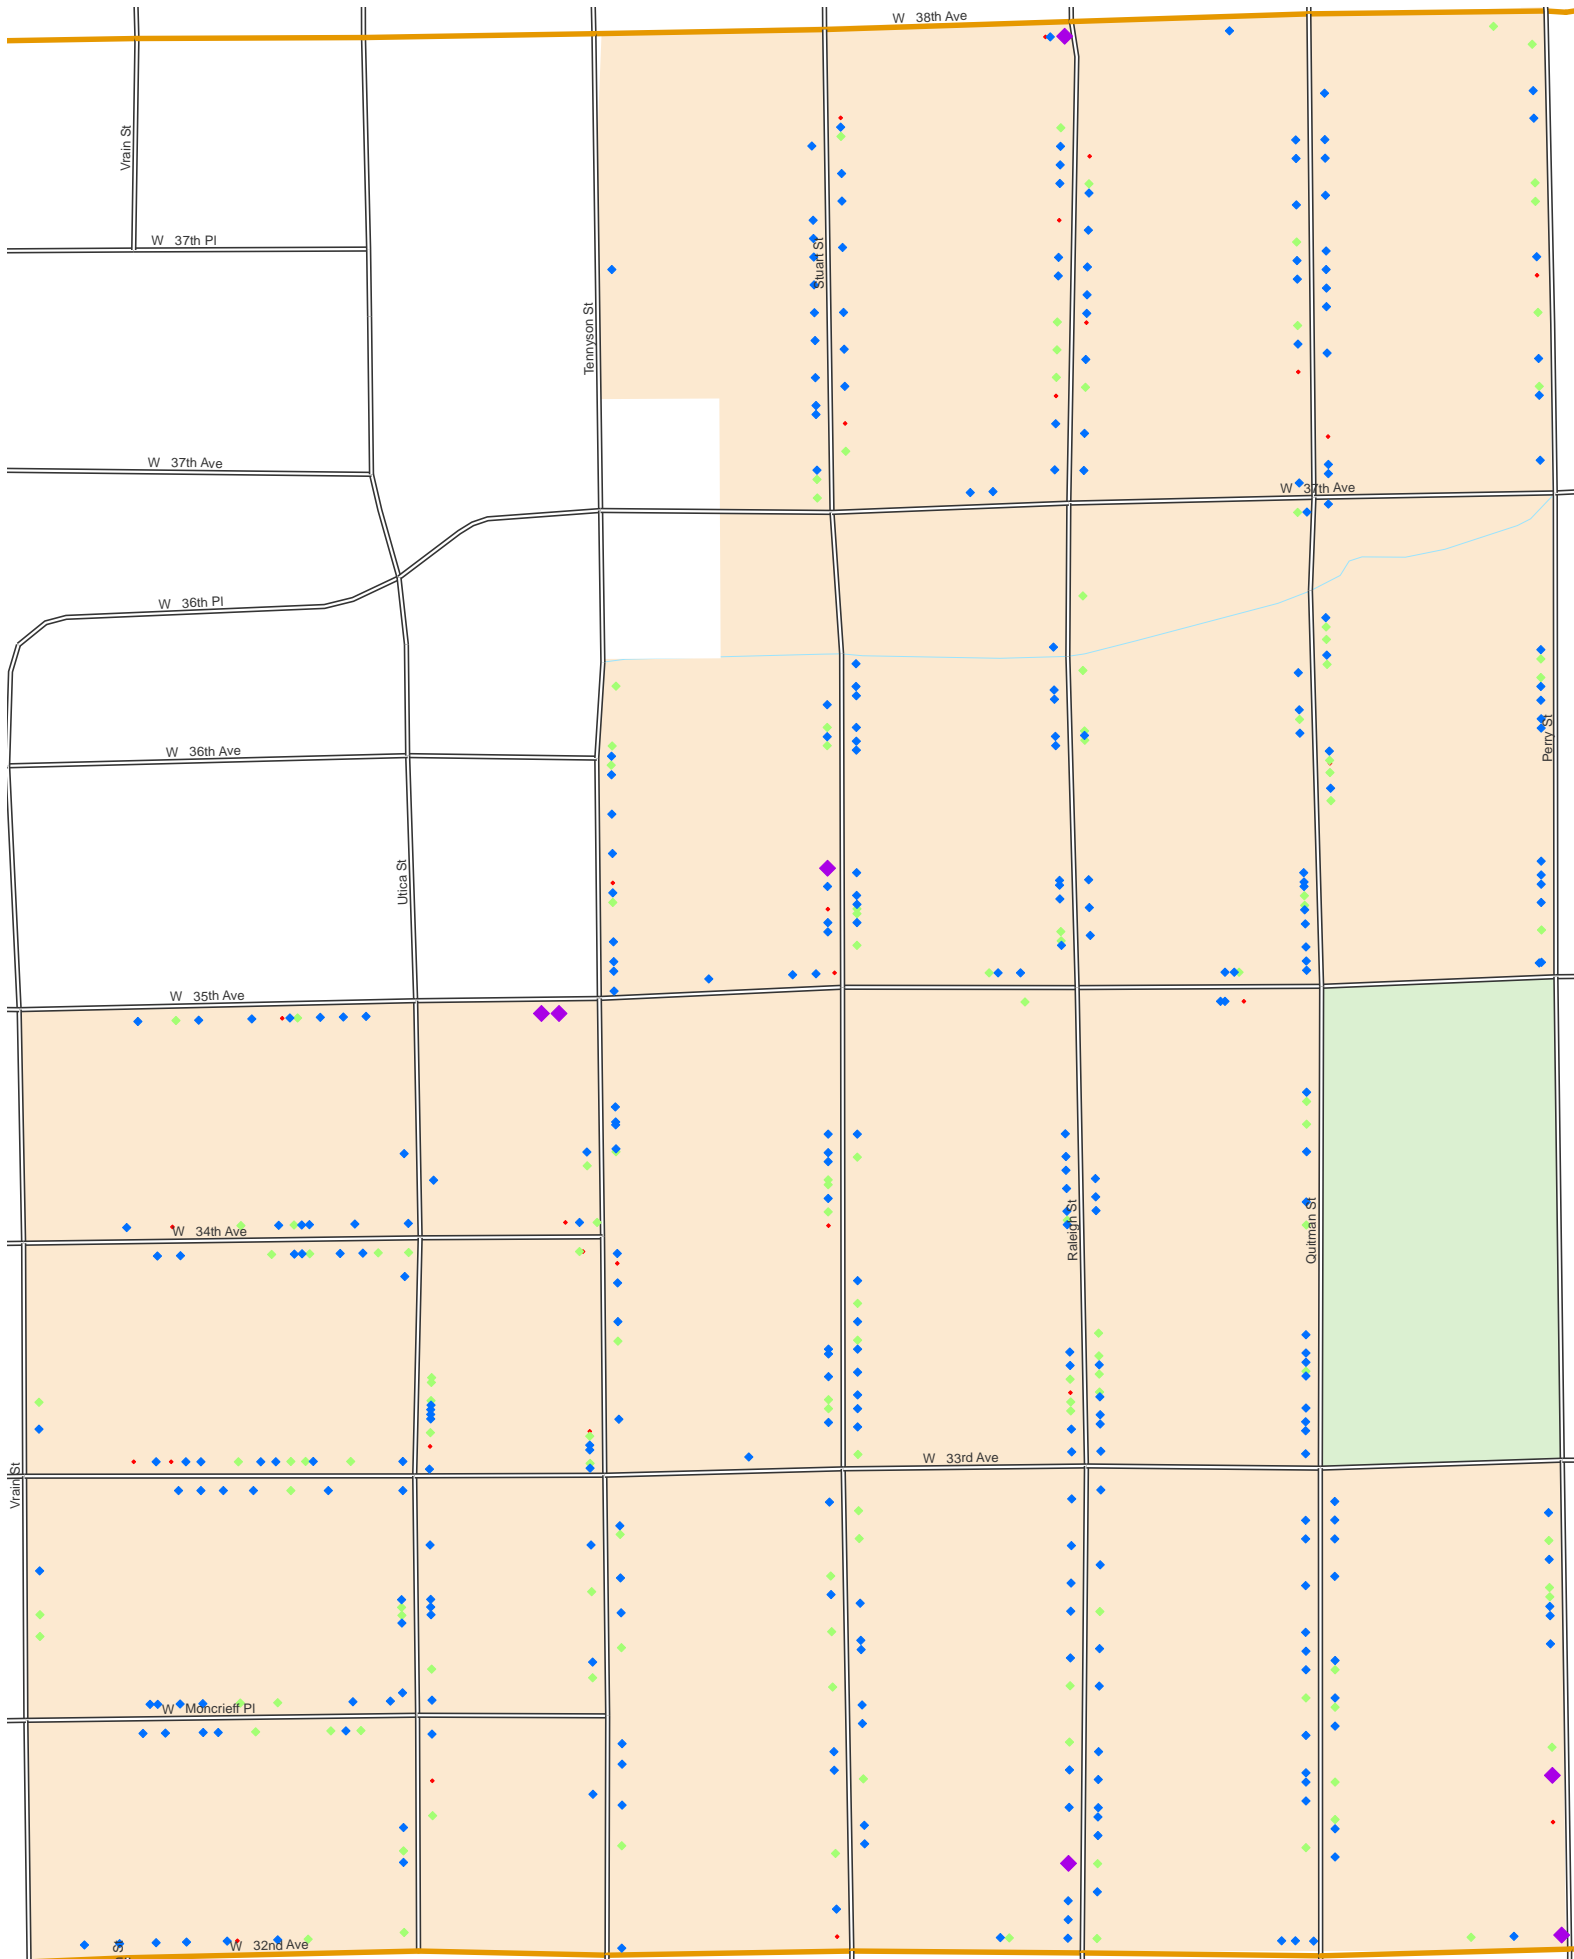 W 38th Ave
Vrain St
W 37th Pl
Stuart St
Tennyson St
W 37th Ave
W 37th Ave
W 36th Pl
Perry St
W 36th Ave
Utica St
W 35th Ave
W 34th Ave
Raleigh St
Quitman St
W 33rd Ave
Vrain St
W Moncrieff Pl
W 32nd Ave
St